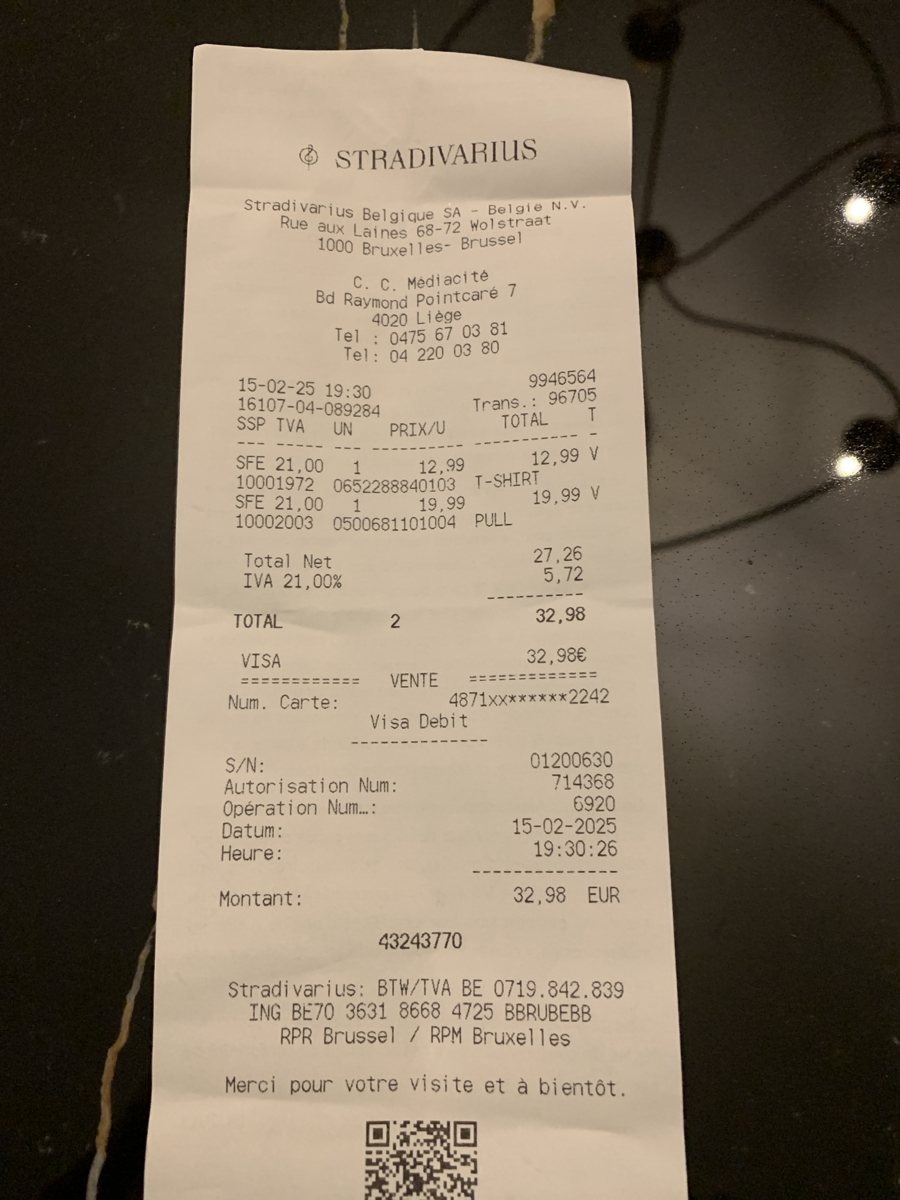 STRADIVARIUS
Stradivarius Belgique SA - Belgie N.V.
Rue aux Laines 68-72 Wolstraat
1000 Bruxelles- Brussel
C. C. Médiacité
Bd Raymond Pointcaré 7
4020 Liège
Tel : 0475 67 03 81
Tel: 04 220 03 80
15-02-25 19:30 9946564
16107-04-089284 Trans.: 96705
SSP TVA UN PRIX/U TOTAL T
--- ----- --- --------- ---------- -
SFE 21,00 1 12,99 12,99 V
10001972 0652288840103 T-SHIRT
SFE 21,00 1 19,99 19,99 V
10002003 0500681101004 PULL
Total Net 27,26
IVA 21,00% 5,72
----------
TOTAL 2 32,98
VISA 32,98€
============ VENTE =============
Num. Carte: 4871xx******2242
Visa Debit
--------------
S/N: 01200630
Autorisation Num: 714368
Opération Num…: 6920
Datum: 15-02-2025
Heure: 19:30:26
--------------
Montant: 32,98 EUR
43243770
Stradivarius: BTW/TVA BE 0719.842.839
ING BE70 3631 8668 4725 BBRUBEBB
RPR Brussel / RPM Bruxelles
Merci pour votre visite et à bientôt.